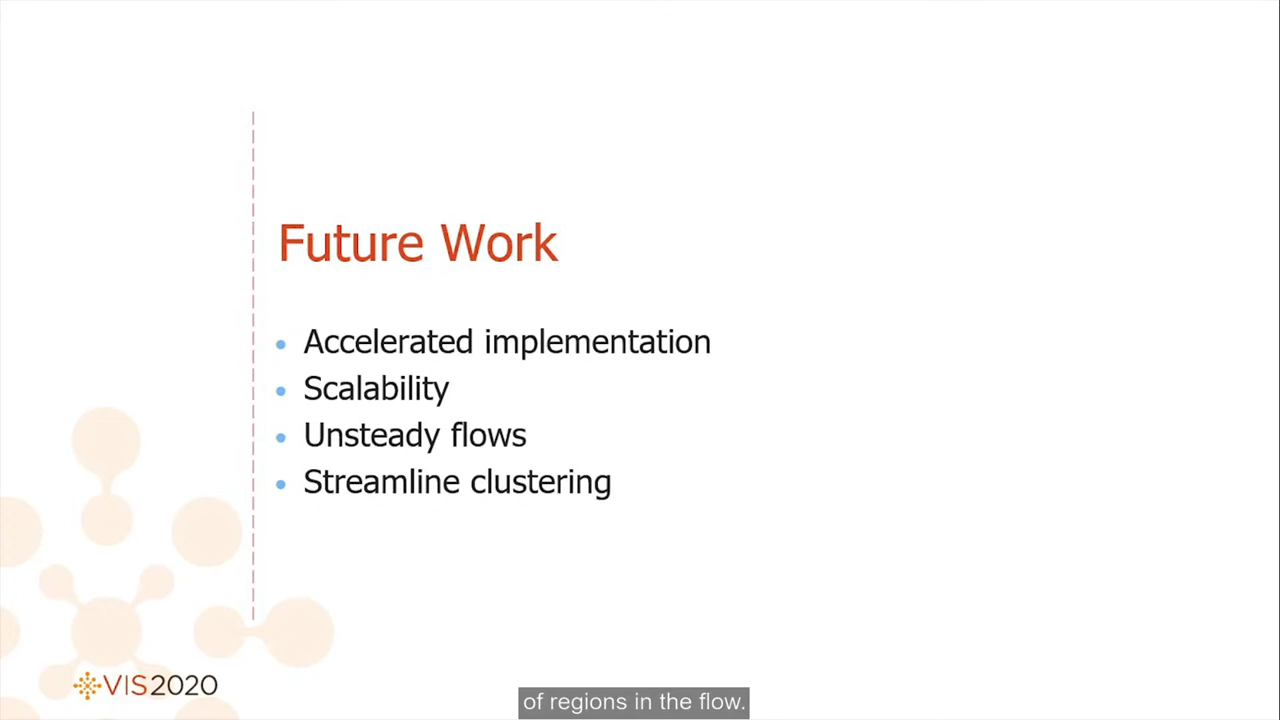 Future Work
• Accelerated implementation
• Scalability
• Unsteady flows
• Streamline clustering
VIS2020
of regions in the flow.